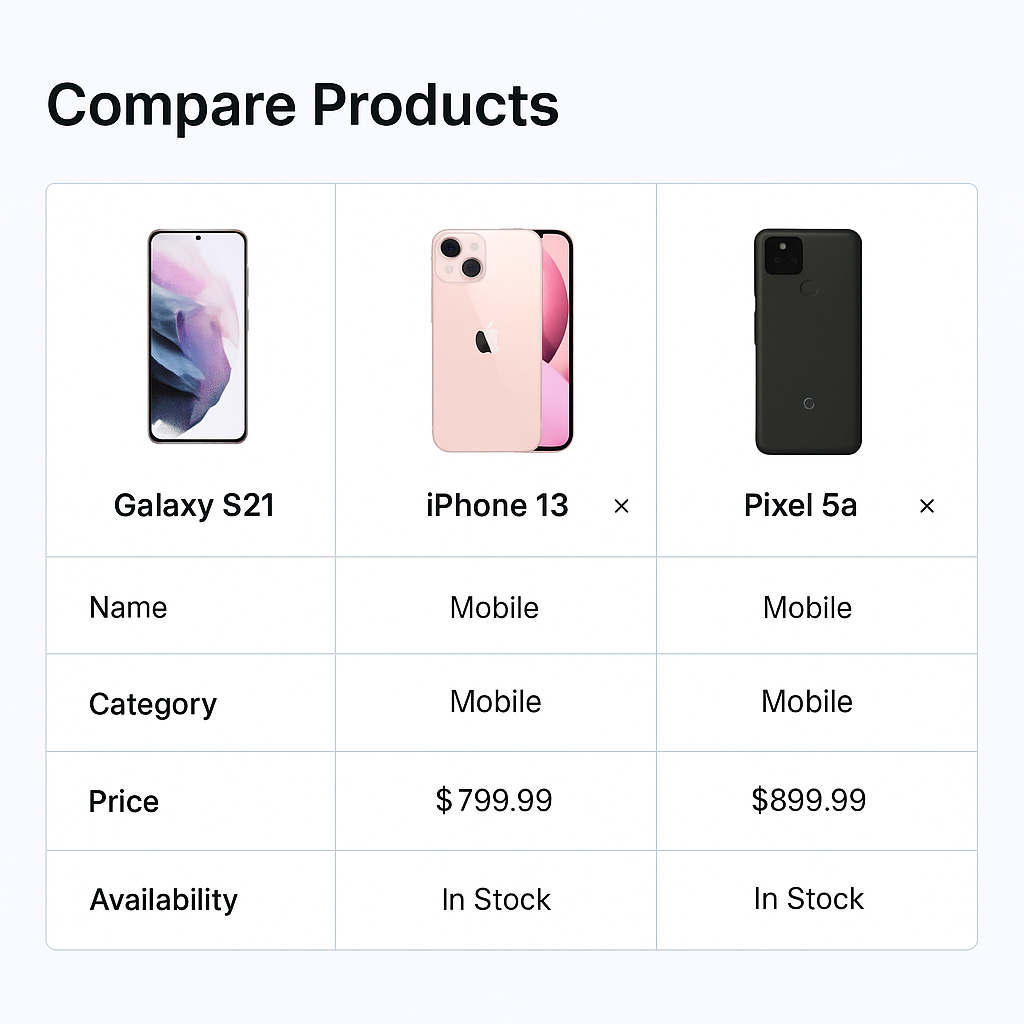 Compare Products
Galaxy S21 iPhone 13 × Pixel 5a ×
Name Mobile Mobile
Category Mobile Mobile
Price $799.99 $899.99
Availability In Stock In Stock